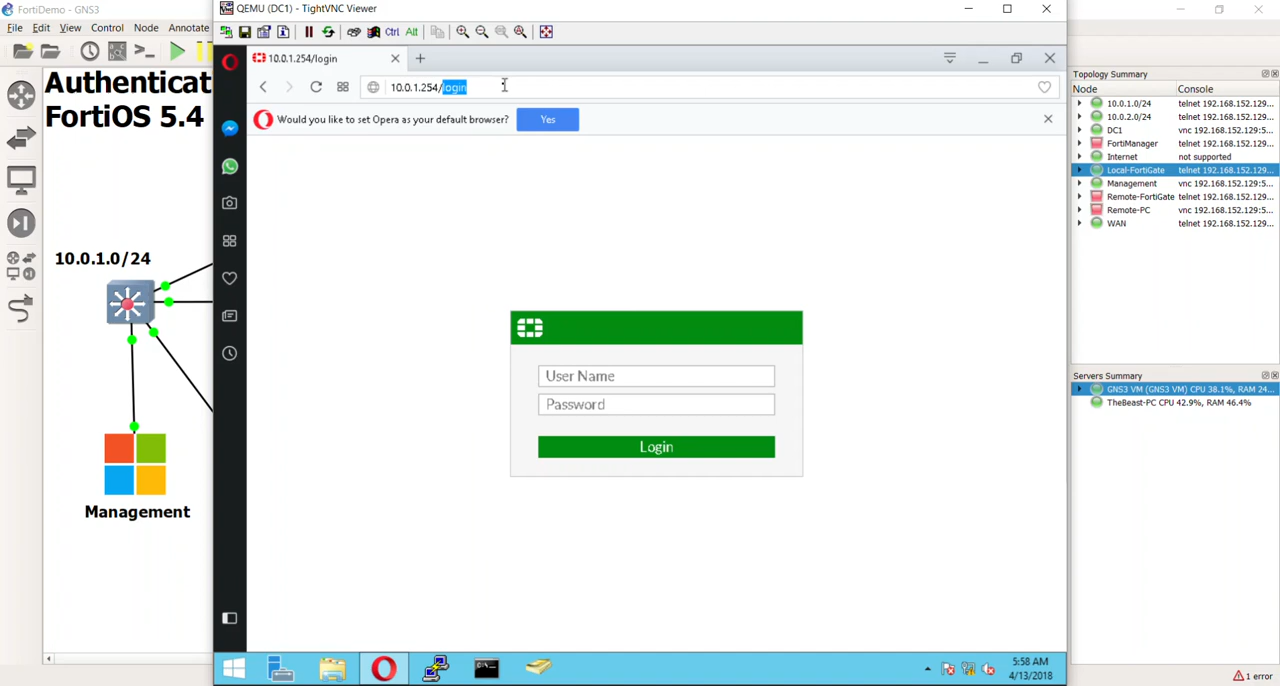 FortiDemo - GNS3
File Edit View Control Node Annotate
Authenticat
FortiOS 5.4
10.0.1.0/24
Management
QEMU (DC1) - TightVNC Viewer
Ctrl Alt
10.0.1.254/login
10.0.1.254/login
Would you like to set Opera as your default browser? Yes
User Name
Password
Login
5:58 AM
4/13/2018
Topology Summary
Node Console
10.0.1.0/24 telnet 192.168.152.129...
10.0.2.0/24 telnet 192.168.152.129...
DC1 vnc 192.168.152.129:5...
FortiManager telnet 192.168.152.129...
Internet not supported
Local-FortiGate telnet 192.168.152.129...
Management vnc 192.168.152.129:5...
Remote-FortiGate telnet 192.168.152.129...
Remote-PC vnc 192.168.152.129:5...
WAN telnet 192.168.152.129...
Servers Summary
GNS3 VM (GNS3 VM) CPU 38.1%, RAM 24...
TheBeast-PC CPU 42.9%, RAM 46.4%
1 error